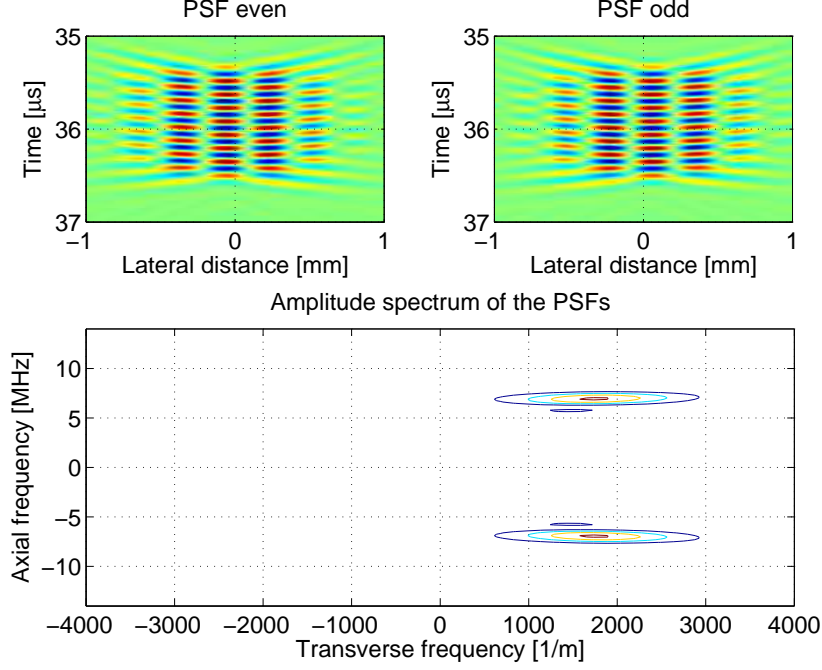 PSF even
PSF odd
35
36
37
Time [µs]
−1
0
1
Lateral distance [mm]
35
36
37
Time [µs]
−1
0
1
Lateral distance [mm]
Amplitude spectrum of the PSFs
10
5
0
−5
−10
Axial frequency [MHz]
−4000 −3000 −2000 −1000 0 1000 2000 3000 4000
Transverse frequency [1/m]